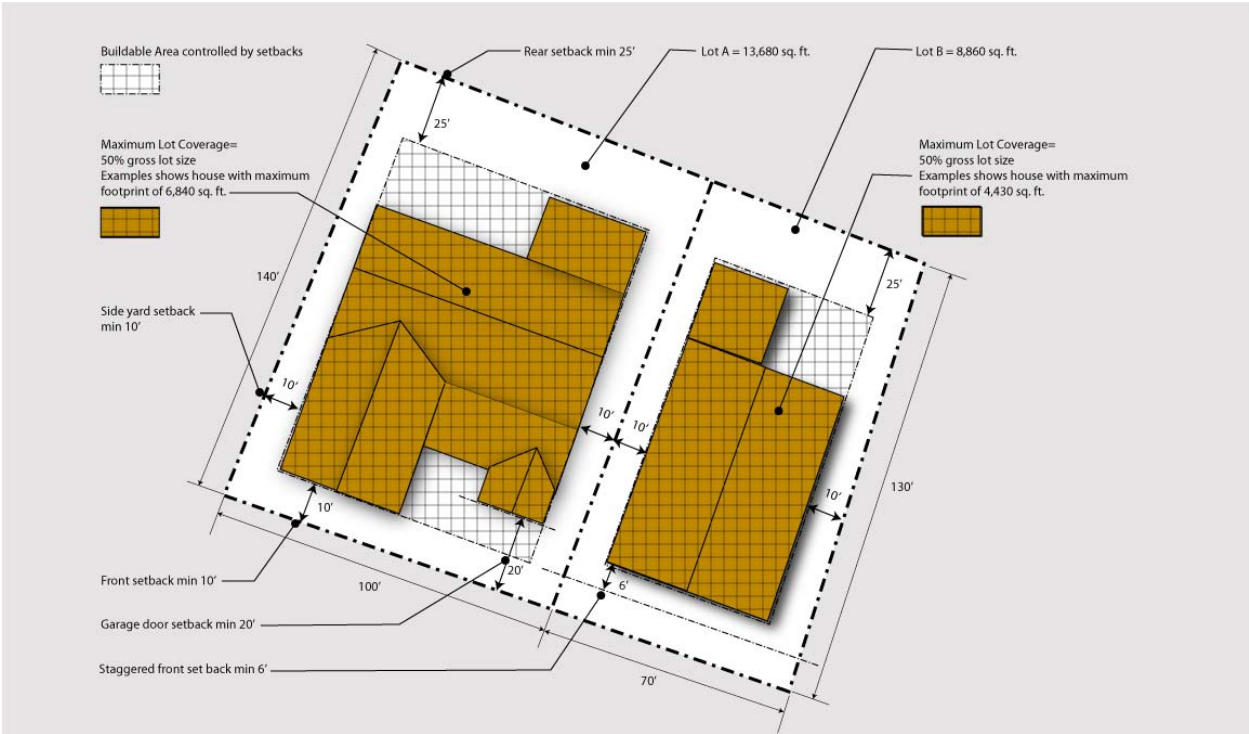 Buildable Area controlled by setbacks
Rear setback min 25'
Lot A = 13,680 sq. ft.
Lot B = 8,860 sq. ft.
25'
Maximum Lot Coverage=
50% gross lot size
Examples shows house with maximum
footprint of 6,840 sq. ft.
Maximum Lot Coverage=
50% gross lot size
Examples shows house with maximum
footprint of 4,430 sq. ft.
140'
25'
Side yard setback
min 10'
10'
10'
10'
130'
10'
10'
Front setback min 10'
20'
6'
100'
Garage door setback min 20'
Staggered front set back min 6'
70'